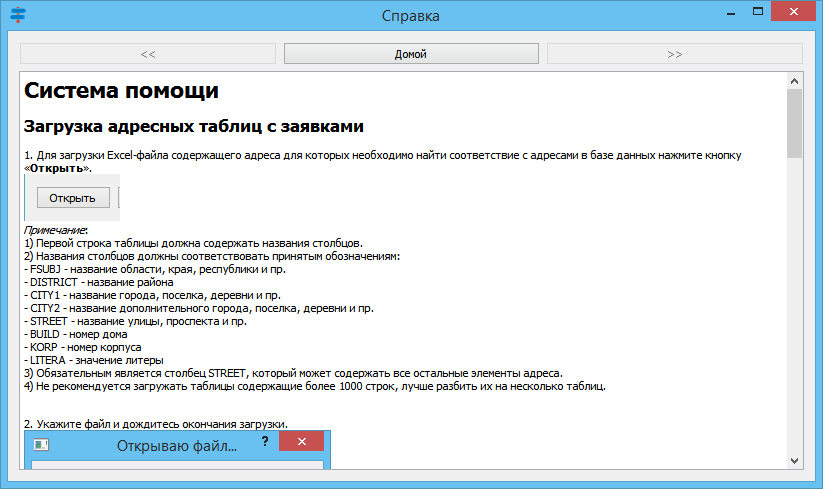 Справка
<<
Домой
>>
Система помощи
Загрузка адресных таблиц с заявками
1. Для загрузки Excel-файла содержащего адреса для которых необходимо найти соответствие с адресами в базе данных нажмите кнопку
«Открыть».
Открыть
Примечание:
1) Первой строка таблицы должна содержать названия столбцов.
2) Названия столбцов должны соответствовать принятым обозначениям:
- FSUBJ - название области, края, республики и пр.
- DISTRICT - название района
- CITY1 - название города, поселка, деревни и пр.
- CITY2 - название дополнительного города, поселка, деревни и пр.
- STREET - название улицы, проспекта и пр.
- BUILD - номер дома
- KORP - номер корпуса
- LITERA - значение литеры
3) Обязательным является столбец STREET, который может содержать все остальные элементы адреса.
4) Не рекомендуется загружать таблицы содержащие более 1000 строк, лучше разбить их на несколько таблиц.
2. Укажите файл и дождитесь окончания загрузки.
Открываю файл... ?